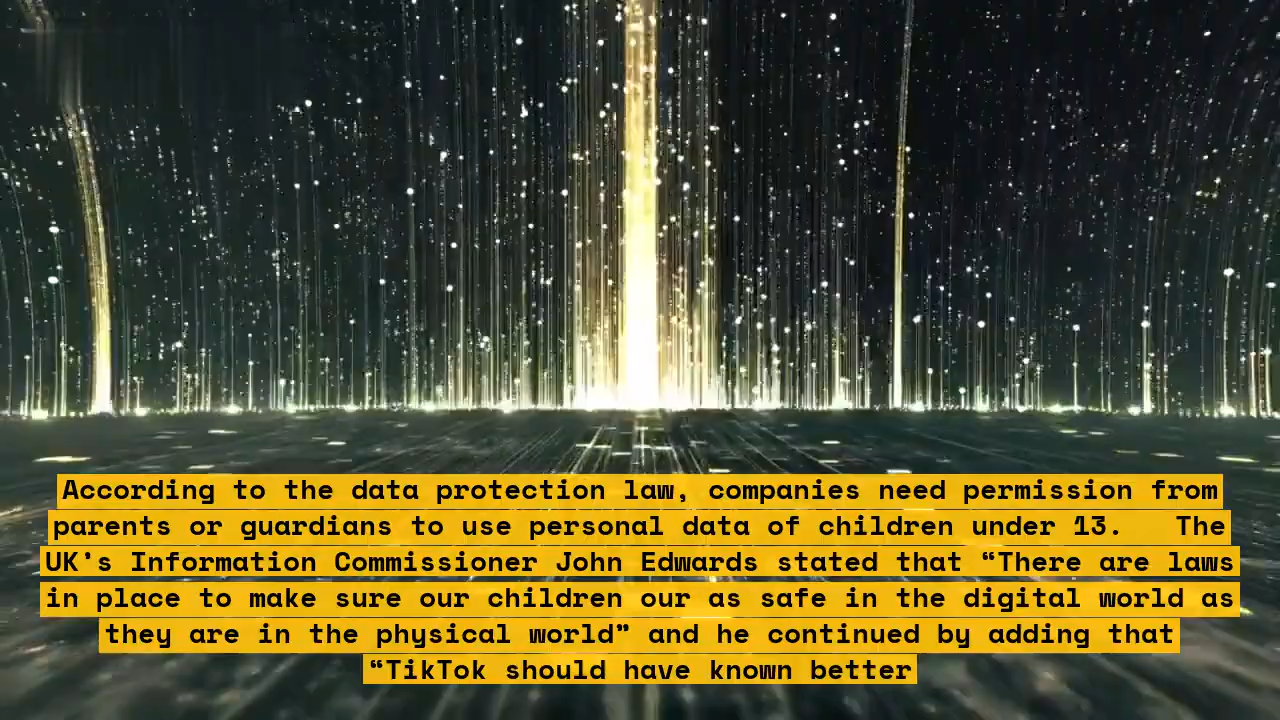 According to the data protection law, companies need permission from
parents or guardians to use personal data of children under 13.   The
UK’s Information Commissioner John Edwards stated that “There are laws
in place to make sure our children our as safe in the digital world as
they are in the physical world” and he continued by adding that
“TikTok should have known better